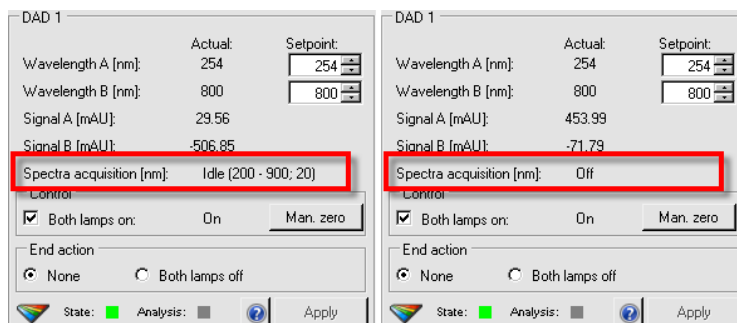 DAD 1
Actual: Setpoint:
Wavelength A [nm]: 254 254
Wavelength B [nm]: 800 800
Signal A [mAU]: 29.56
Signal B [mAU]: -506.85
Spectra acquisition [nm]: Idle (200 - 900; 20)
Control
Both lamps on: On Man. zero
End action
None Both lamps off
State: Analysis: ? Apply
DAD 1
Actual: Setpoint:
Wavelength A [nm]: 254 254
Wavelength B [nm]: 800 800
Signal A [mAU]: 453.99
Signal B [mAU]: -71.79
Spectra acquisition [nm]: Off
Control
Both lamps on: On Man. zero
End action
None Both lamps off
State: Analysis: ? Apply